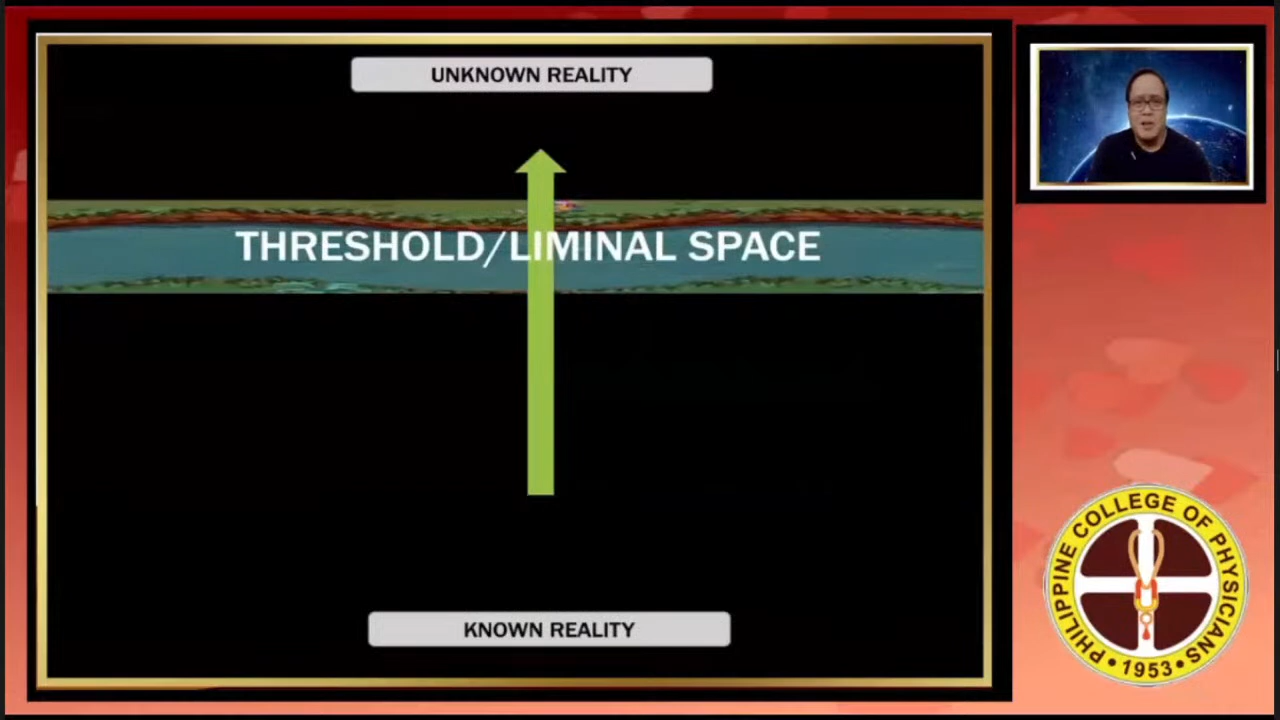 UNKNOWN REALITY
THRESHOLD/LIMINAL SPACE
KNOWN REALITY
PHILIPPINE COLLEGE OF PHYSICIANS
• 1953 •